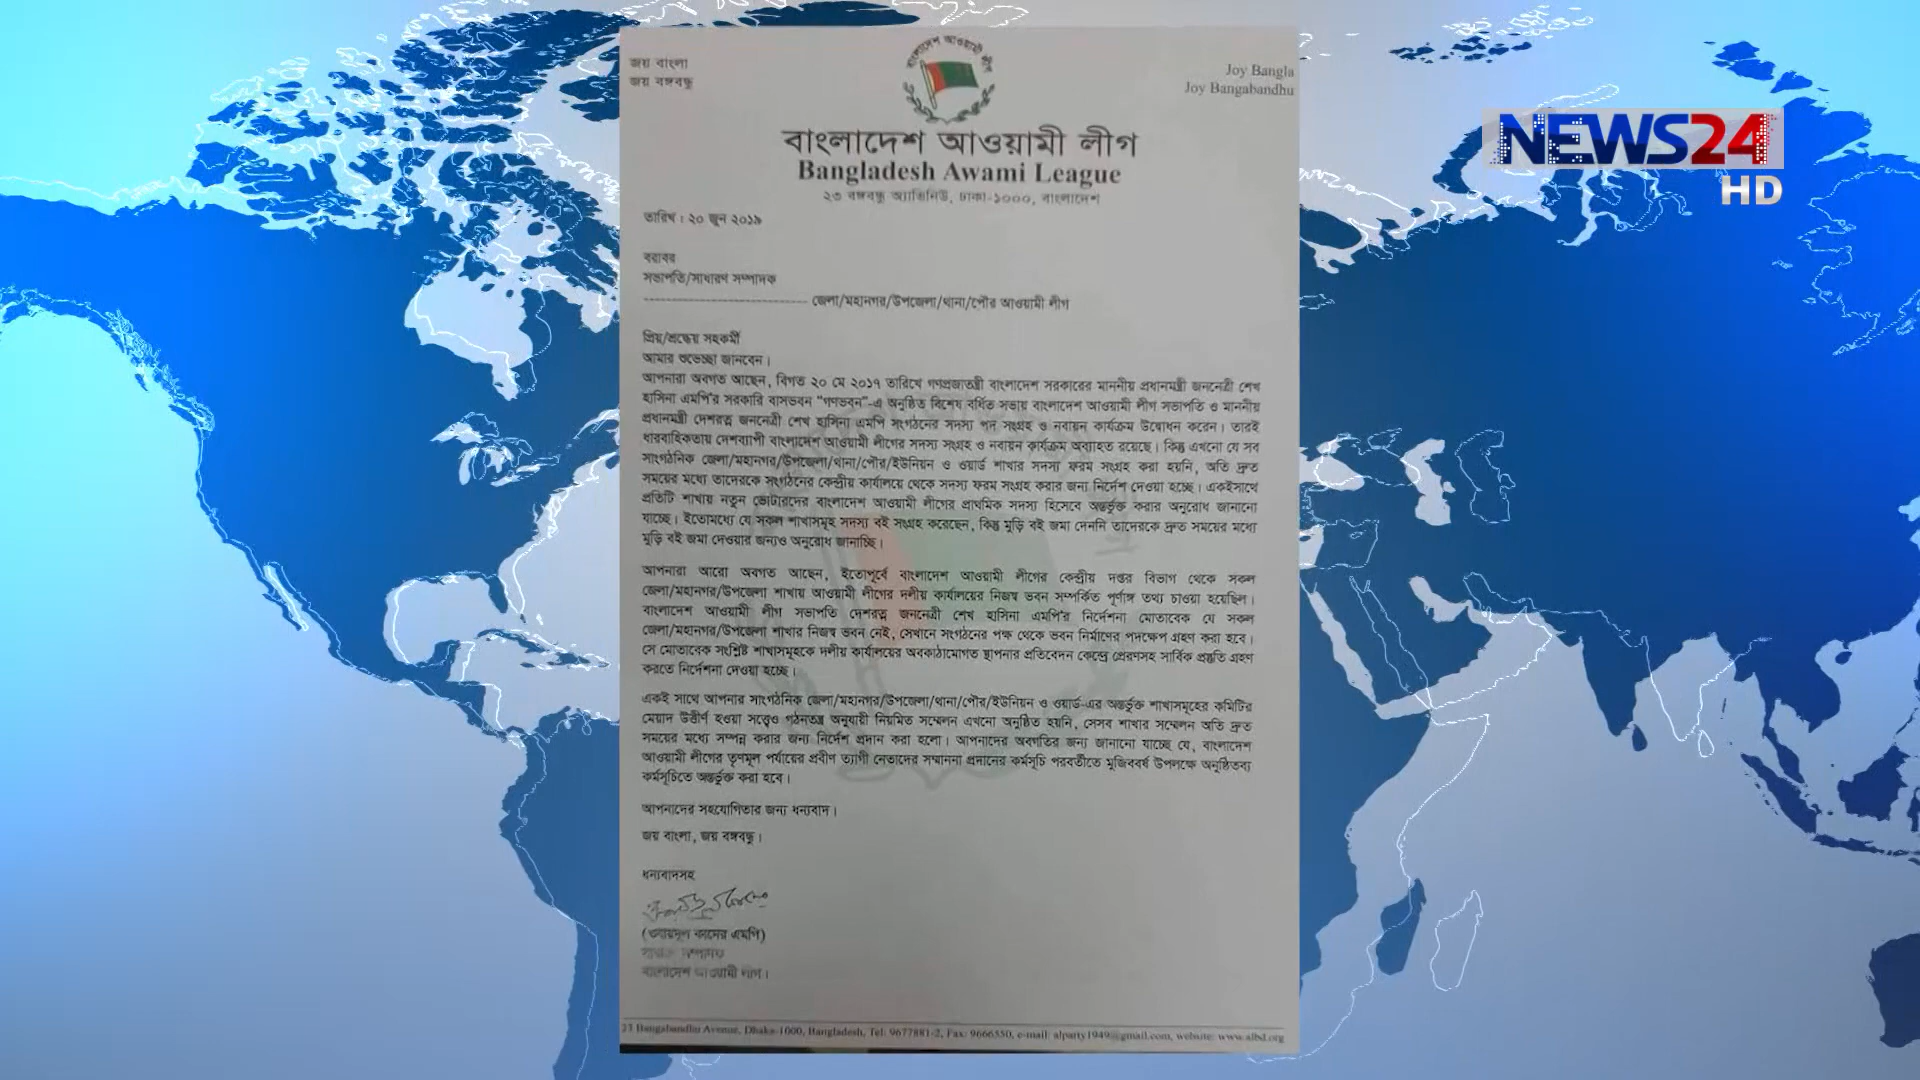 জয় বাংলা
জয় বঙ্গবন্ধু
বাংলাদেশ আওয়ামী লীগ
Joy Bangla
Joy Bangabandhu
NEWS24
HD
বাংলাদেশ আওয়ামী লীগ
Bangladesh Awami League
২৩ বঙ্গবন্ধু অ্যাভিনিউ, ঢাকা-১০০০, বাংলাদেশ
তারিখ : ২০ জুন ২০১৯
বরাবর
সভাপতি/সাধারণ সম্পাদক
---------------------------- জেলা/মহানগর/উপজেলা/থানা/পৌর আওয়ামী লীগ
প্রিয়/শ্রদ্ধেয় সহকর্মী
আমার শুভেচ্ছা জানবেন।
আপনারা অবগত আছেন, বিগত ২০ মে ২০১৭ তারিখে গণপ্রজাতন্ত্রী বাংলাদেশ সরকারের মাননীয় প্রধানমন্ত্রী জননেত্রী শেখ
হাসিনা এমপি'র সরকারি বাসভবন “গণভবন”-এ অনুষ্ঠিত বিশেষ বর্ধিত সভায় বাংলাদেশ আওয়ামী লীগ সভাপতি ও মাননীয়
প্রধানমন্ত্রী দেশরত্ন জননেত্রী শেখ হাসিনা এমপি সংগঠনের সদস্য পদ সংগ্রহ ও নবায়ন কার্যক্রম উদ্বোধন করেন। তারই
ধারবাহিকতায় দেশব্যাপী বাংলাদেশ আওয়ামী লীগের সদস্য সংগ্রহ ও নবায়ন কার্যক্রম অব্যাহত রয়েছে। কিন্তু এখনো যে সব
সাংগঠনিক জেলা/মহানগর/উপজেলা/থানা/পৌর/ইউনিয়ন ও ওয়ার্ড শাখার সদস্য ফরম সংগ্রহ করা হয়নি, অতি দ্রুত
সময়ের মধ্যে তাদেরকে সংগঠনের কেন্দ্রীয় কার্যালয়ে থেকে সদস্য ফরম সংগ্রহ করার জন্য নির্দেশ দেওয়া হচ্ছে। একইসাথে
প্রতিটি শাখায় নতুন ভোটারদের বাংলাদেশ আওয়ামী লীগের প্রাথমিক সদস্য হিসেবে অন্তর্ভুক্ত করার অনুরোধ জানানো
যাচ্ছে। ইতোমধ্যে যে সকল শাখাসমূহ সদস্য বই সংগ্রহ করেছেন, কিন্তু মুড়ি বই জমা দেননি তাদেরকে দ্রুত সময়ের মধ্যে
মুড়ি বই জমা দেওয়ার জন্যও অনুরোধ জানাচ্ছি।
আপনারা আরো অবগত আছেন, ইতোপূর্বে বাংলাদেশ আওয়ামী লীগের কেন্দ্রীয় দপ্তর বিভাগ থেকে সকল
জেলা/মহানগর/উপজেলা শাখায় আওয়ামী লীগের দলীয় কার্যালয়ের নিজস্ব ভবন সম্পর্কিত পূর্ণাঙ্গ তথ্য চাওয়া হয়েছিল।
বাংলাদেশ আওয়ামী লীগ সভাপতি দেশরত্ন জননেত্রী শেখ হাসিনা এমপি'র নির্দেশনা মোতাবেক যে সকল
জেলা/মহানগর/উপজেলা শাখার নিজস্ব ভবন নেই, সেখানে সংগঠনের পক্ষ থেকে ভবন নির্মাণের পদক্ষেপ গ্রহণ করা হবে।
সে মোতাবেক সংশ্লিষ্ট শাখাসমূহকে দলীয় কার্যালয়ের অবকাঠামোগত স্থাপনার প্রতিবেদন কেন্দ্রে প্রেরণসহ সার্বিক প্রস্তুতি গ্রহণ
করতে নির্দেশনা দেওয়া হচ্ছে।
একই সাথে আপনার সাংগঠনিক জেলা/মহানগর/উপজেলা/থানা/পৌর/ইউনিয়ন ও ওয়ার্ড-এর অন্তর্ভুক্ত শাখাসমূহের কমিটির
মেয়াদ উত্তীর্ণ হওয়া সত্ত্বেও গঠনতন্ত্র অনুযায়ী নিয়মিত সম্মেলন এখনো অনুষ্ঠিত হয়নি, সেসব শাখার সম্মেলন অতি দ্রুত
সময়ের মধ্যে সম্পন্ন করার জন্য নির্দেশ প্রদান করা হলো। আপনাদের অবগতির জন্য জানানো যাচ্ছে যে, বাংলাদেশ
আওয়ামী লীগের তৃণমূল পর্যায়ের প্রবীণ ত্যাগী নেতাদের সম্মাননা প্রদানের কর্মসূচি পরবর্তীতে মুজিববর্ষ উপলক্ষে অনুষ্ঠিতব্য
কর্মসূচিতে অন্তর্ভুক্ত করা হবে।
আপনাদের সহযোগিতার জন্য ধন্যবাদ।
জয় বাংলা, জয় বঙ্গবন্ধু।
ধন্যবাদসহ
(ওবায়দুল কাদের এমপি)
সাধারণ সম্পাদক
বাংলাদেশ আওয়ামী লীগ।
23 Bangabandhu Avenue, Dhaka-1000, Bangladesh, Tel: 9677881-2, Fax: 9666550, e-mail: alparty1949@gmail.com, website: www.albd.org